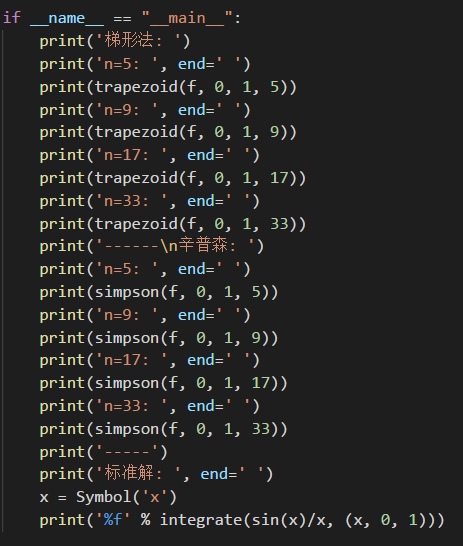 if __name__ == "__main__":
    print('梯形法: ')
    print('n=5: ', end=' ')
    print(trapezoid(f, 0, 1, 5))
    print('n=9: ', end=' ')
    print(trapezoid(f, 0, 1, 9))
    print('n=17: ', end=' ')
    print(trapezoid(f, 0, 1, 17))
    print('n=33: ', end=' ')
    print(trapezoid(f, 0, 1, 33))
    print('------\n辛普森: ')
    print('n=5: ', end=' ')
    print(simpson(f, 0, 1, 5))
    print('n=9: ', end=' ')
    print(simpson(f, 0, 1, 9))
    print('n=17: ', end=' ')
    print(simpson(f, 0, 1, 17))
    print('n=33: ', end=' ')
    print(simpson(f, 0, 1, 33))
    print('-----')
    print('标准解: ', end=' ')
    x = Symbol('x')
    print('%f' % integrate(sin(x)/x, (x, 0, 1)))